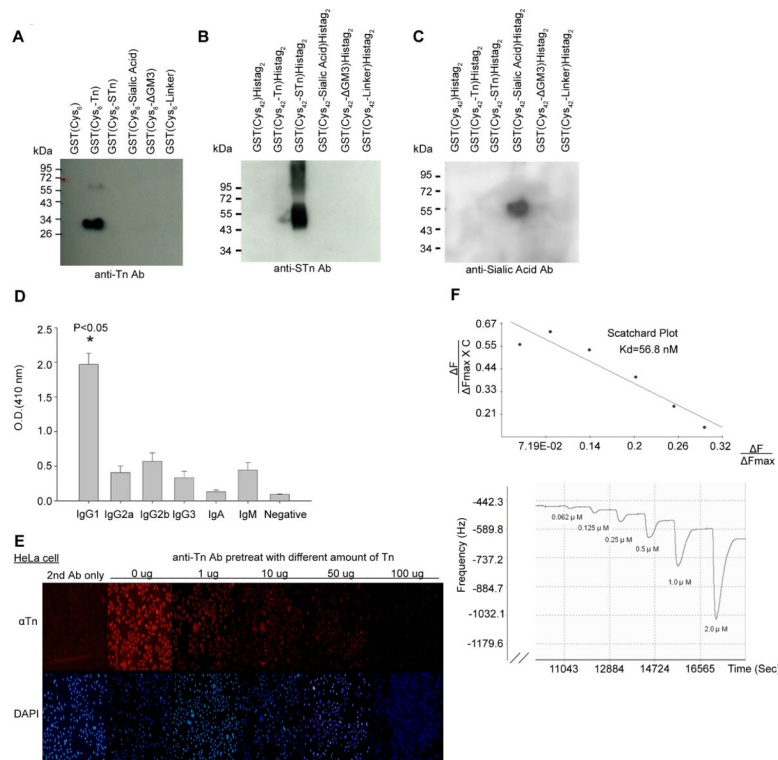 A
GST(Cys6)
GST(Cys6-Tn)
GST(Cys6-STn)
GST(Cys6-Sialic Acid)
GST(Cys6-ΔGM3)
GST(Cys6-Linker)
kDa
95
72
55
43
34
26
anti-Tn Ab
B
GST(Cys42)Histag2
GST(Cys42-Tn)Histag2
GST(Cys42-STn)Histag2
GST(Cys42-Sialic Acid)Histag2
GST(Cys42-ΔGM3)Histag2
GST(Cys42-Linker)Histag2
kDa
95
72
55
43
34
anti-STn Ab
C
GST(Cys42)Histag2
GST(Cys42-Tn)Histag2
GST(Cys42-STn)Histag2
GST(Cys42-Sialic Acid)Histag2
GST(Cys42-ΔGM3)Histag2
GST(Cys42-Linker)Histag2
kDa
95
72
55
43
34
anti-Sialic Acid Ab
D
P<0.05
*
O.D.(410 nm)
2.5
2.0
1.5
1.0
0.5
0.0
IgG1 IgG2a IgG2b IgG3 IgA IgM Negative
E
HeLa cell
anti-Tn Ab pretreat with different amount of Tn
2nd Ab only 0 ug 1 ug 10 ug 50 ug 100 ug
αTn
DAPI
F
Scatchard Plot
Kd=56.8 nM
ΔF
ΔFmax X C
0.67
0.55
0.44
0.33
0.21
7.19E-02 0.14 0.2 0.26 0.32
ΔF
ΔFmax
Frequency (Hz)
-442.3
-589.8
-737.2
-884.7
-1032.1
-1179.6
0.062 μM
0.125 μM
0.25 μM
0.5 μM
1.0 μM
2.0 μM
11043 12884 14724 16565 Time (Sec)